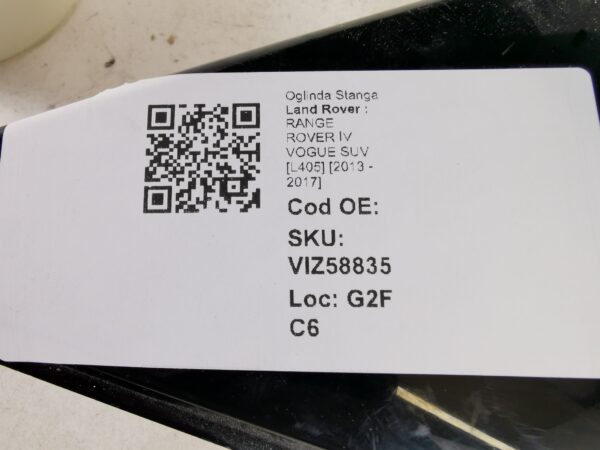 Oglinda Stanga
Land Rover :
RANGE
ROVER IV
VOGUE SUV
[L405] [2013 -
2017]
Cod OE:
SKU:
VIZ58835
Loc: G2F
C6